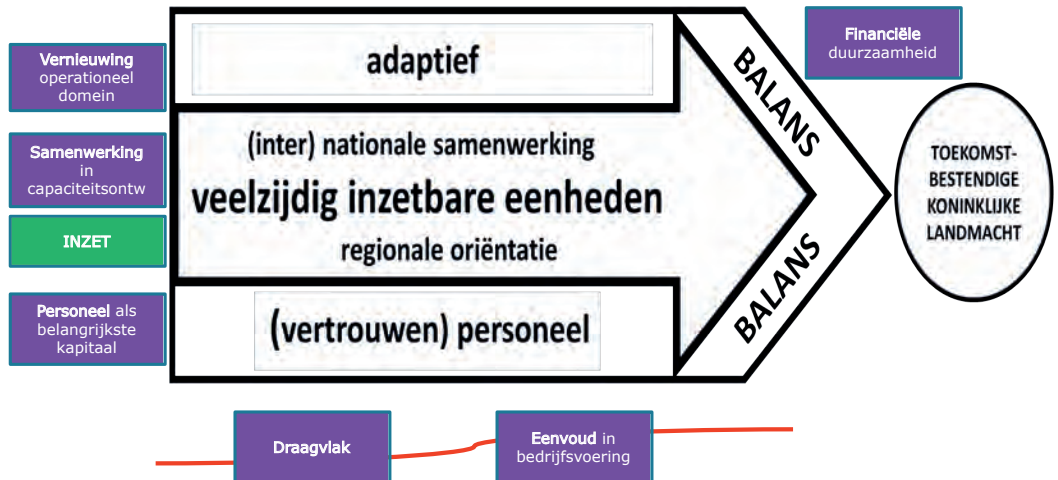 Vernieuwing
operationeel
domein
Samenwerking
in
capaciteitsontw
INZET
Personeel als
belangrijkste
kapitaal
adaptief
(inter) nationale samenwerking
veelzijdig inzetbare eenheden
regionale oriëntatie
(vertrouwen) personeel
BALANS
BALANS
Financiële
duurzaamheid
TOEKOMST-
BESTENDIGE
KONINKLIJKE
LANDMACHT
Draagvlak
Eenvoud in
bedrijfsvoering